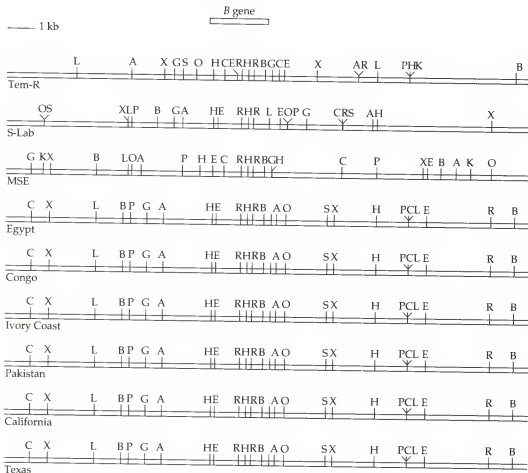 B gene
1 kb
L A X G S O H C E R H R B G C E X A R L P H K B
Tem-R
O S X L P B G A H E R H R L E O P G C R S A H X
S-Lab
G K X B L O A P H E C R H R B G H C P X E B A K O
MSE
C X L B P G A H E R H R B A O S X H P C L E R B
Egypt
C X L B P G A H E R H R B A O S X H P C L E R B
Congo
C X L B P G A H E R H R B A O S X H P C L E R B
Ivory Coast
C X L B P G A H E R H R B A O S X H P C L E R B
Pakistan
C X L B P G A H E R H R B A O S X H P C L E R B
California
C X L B P G A H E R H R B A O S X H P C L E R B
Texas